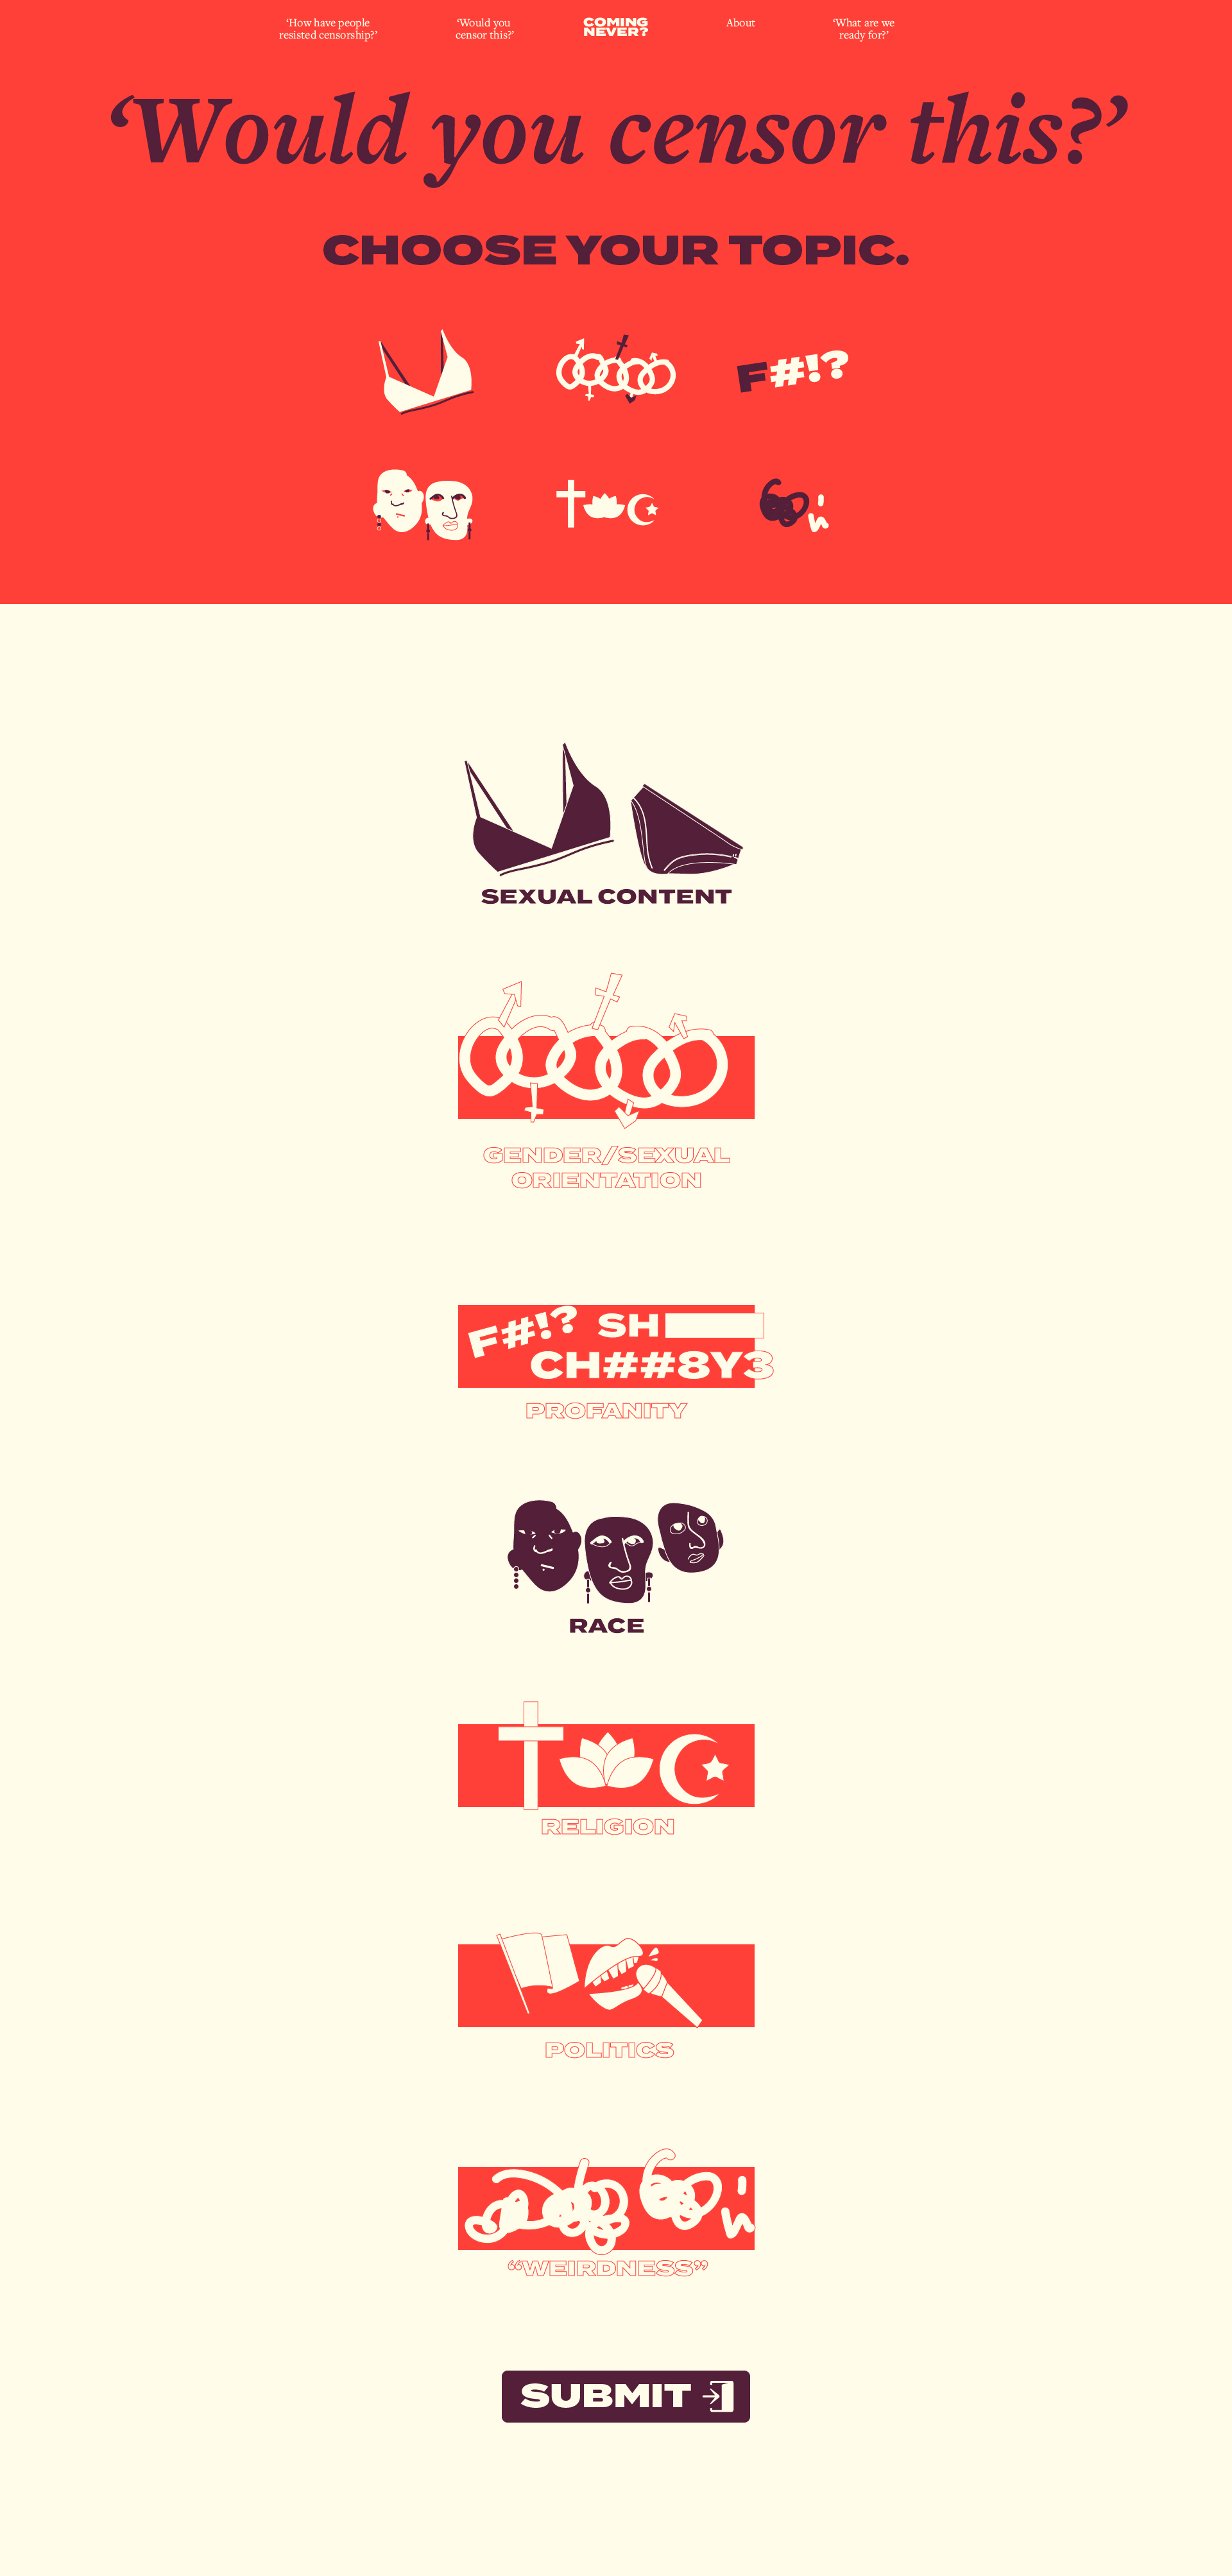 ‘How have people
resisted censorship?’
‘Would you
censor this?’
COMING
NEVER?
About
‘What are we
ready for?’
‘Would you censor this?’
CHOOSE YOUR TOPIC.
F#!?
SEXUAL CONTENT
GENDER/SEXUAL
ORIENTATION
F#!? SH
CH##8Y3
PROFANITY
RACE
RELIGION
POLITICS
“WEIRDNESS”
SUBMIT